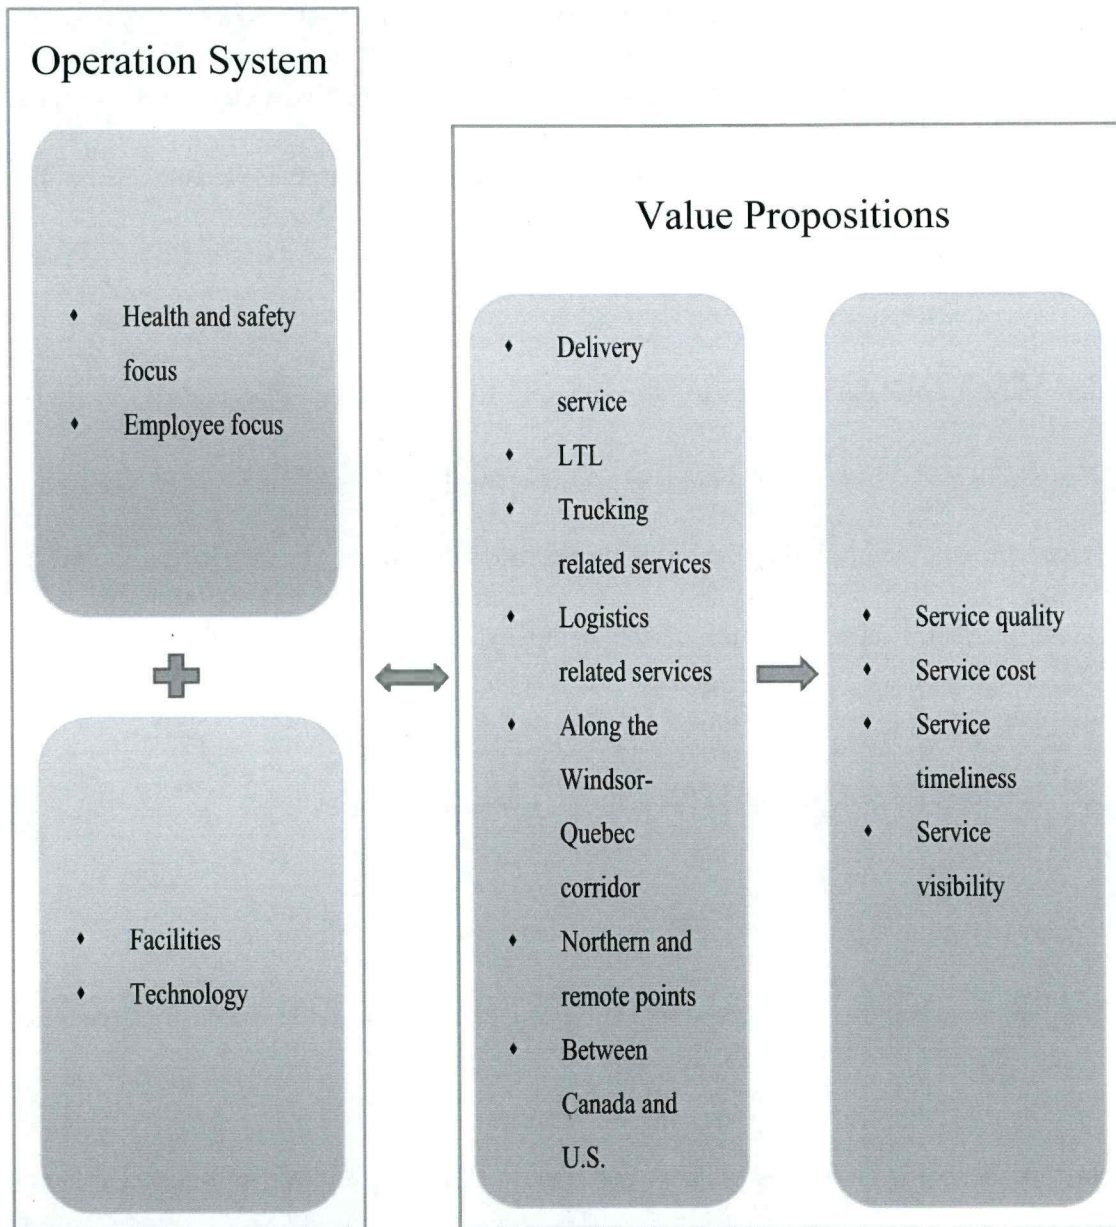 Operation System
♦ Health and safety
focus
♦ Employee focus
♦ Facilities
♦ Technology
Value Propositions
♦ Delivery
service
♦ LTL
♦ Trucking
related services
♦ Logistics
related services
♦ Along the
Windsor-
Quebec
corridor
♦ Northern and
remote points
♦ Between
Canada and
U.S.
♦ Service quality
♦ Service cost
♦ Service
timeliness
♦ Service
visibility